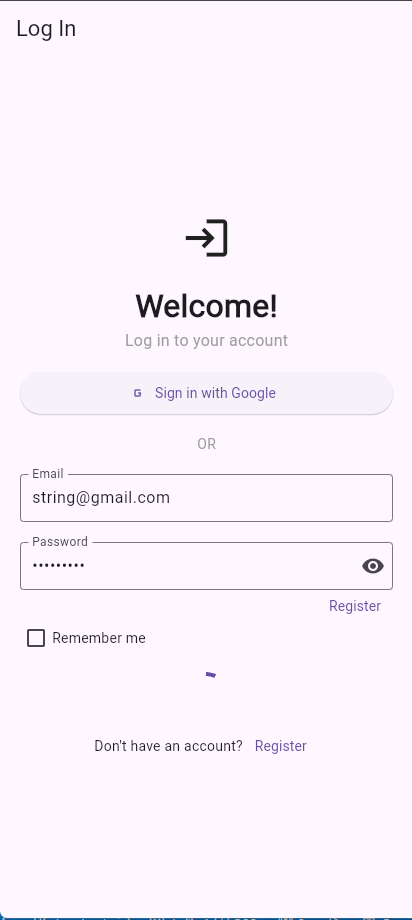 Log In
Welcome!
Log in to your account
G Sign in with Google
OR
Email
string@gmail.com
Password
•••••••••
Register
Remember me
Don't have an account? Register